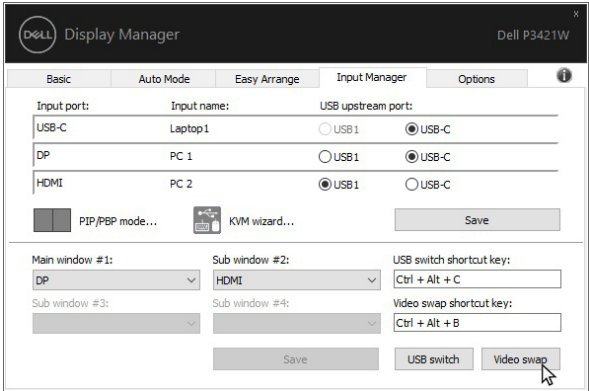 x
DELL Display Manager Dell P3421W
Basic Auto Mode Easy Arrange Input Manager Options i
Input port: Input name: USB upstream port:
USB-C Laptop1 USB1 USB-C
DP PC 1 USB1 USB-C
HDMI PC 2 USB1 USB-C
PIP/PBP mode... KVM wizard... Save
Main window #1: Sub window #2: USB switch shortcut key:
DP HDMI Ctrl + Alt + C
Sub window #3: Sub window #4: Video swap shortcut key:
Ctrl + Alt + B
Save USB switch Video swap